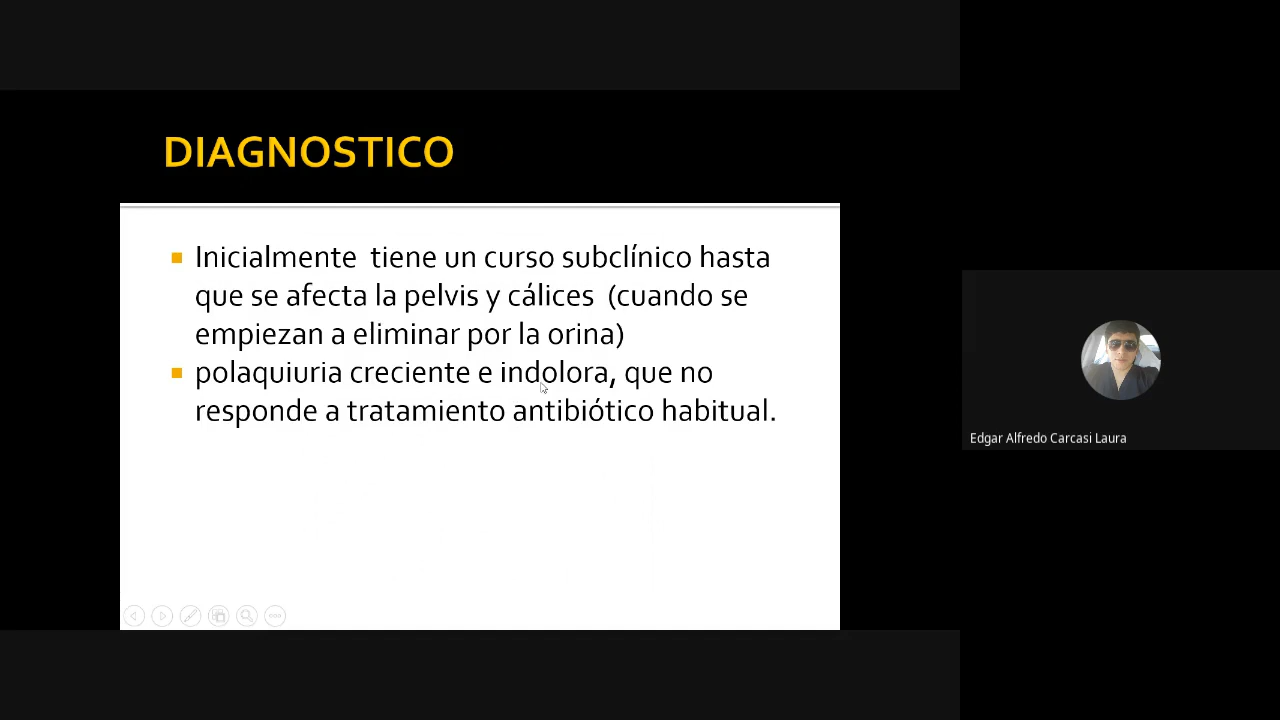 DIAGNOSTICO
Inicialmente tiene un curso subclínico hasta
que se afecta la pelvis y cálices (cuando se
empiezan a eliminar por la orina)
polaquiuria creciente e indolora, que no
responde a tratamiento antibiótico habitual.
Edgar Alfredo Carcasi Laura